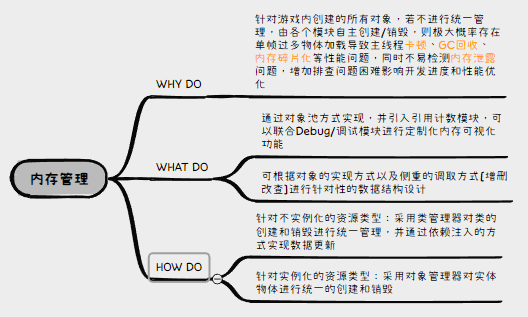 针对游戏内创建的所有对象，若不进行统一管
理，由各个模块自主创建/销毁，则极大概率存在
单帧过多物体加载导致主线程卡顿、GC回收、
内存碎片化等性能问题，同时不易检测内存泄露
问题，增加排查问题困难影响开发进度和性能优
化
WHY DO
通过对象池方式实现，并引入引用计数模块，可
以联合Debug/调试模块进行定制化内存可视化
功能
WHAT DO
内存管理
可根据对象的实现方式以及侧重的调取方式(增删
改查)进行针对性的数据结构设计
针对不实例化的资源类型：采用类管理器对类的
创建和销毁进行统一管理，并通过依赖注入的方
式实现数据更新
HOW DO
针对实例化的资源类型：采用对象管理器对实体
物体进行统一的创建和销毁